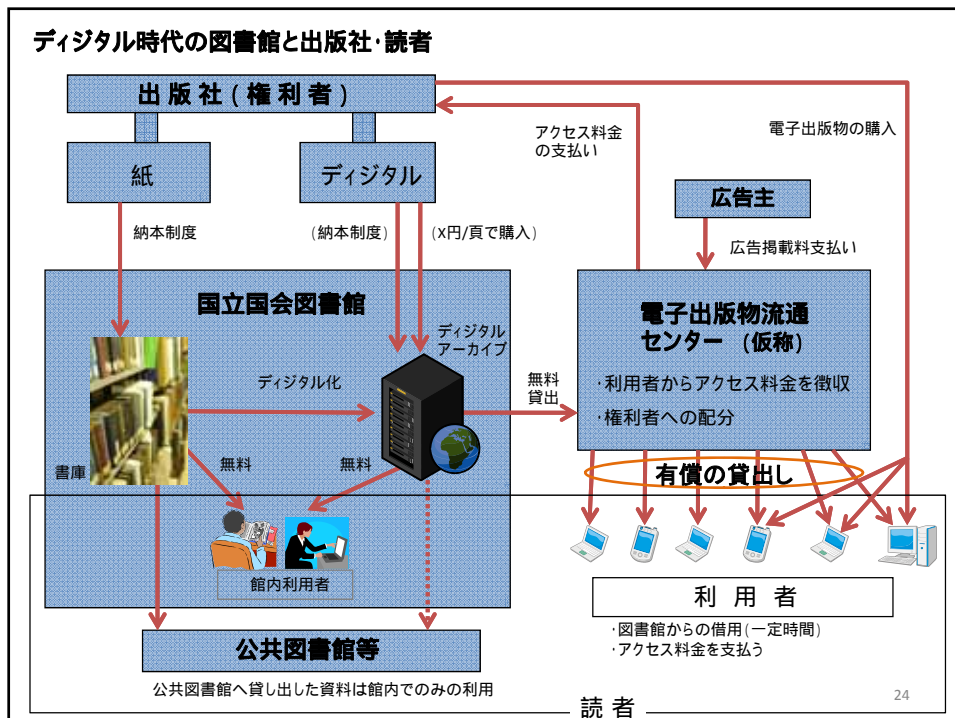 ディジタル時代の図書館と出版社・読者
出版社(権利者)
紙
ディジタル
アクセス料金
の支払い
電子出版物の購入
広告主
納本制度
(納本制度)
(x円/頁で購入)
広告掲載料支払い
国立国会図書館
ディジタル
アーカイブ
電子出版物流通
センター (仮称)
・利用者からアクセス料金を徴収
・権利者への配分
ディジタル化
無料
貸出
書庫
無料
無料
有償の貸出し
館内利用者
利用者
・図書館からの借用(一定時間)
・アクセス料金を支払う
公共図書館等
公共図書館へ貸し出した資料は館内でのみの利用
読者
24